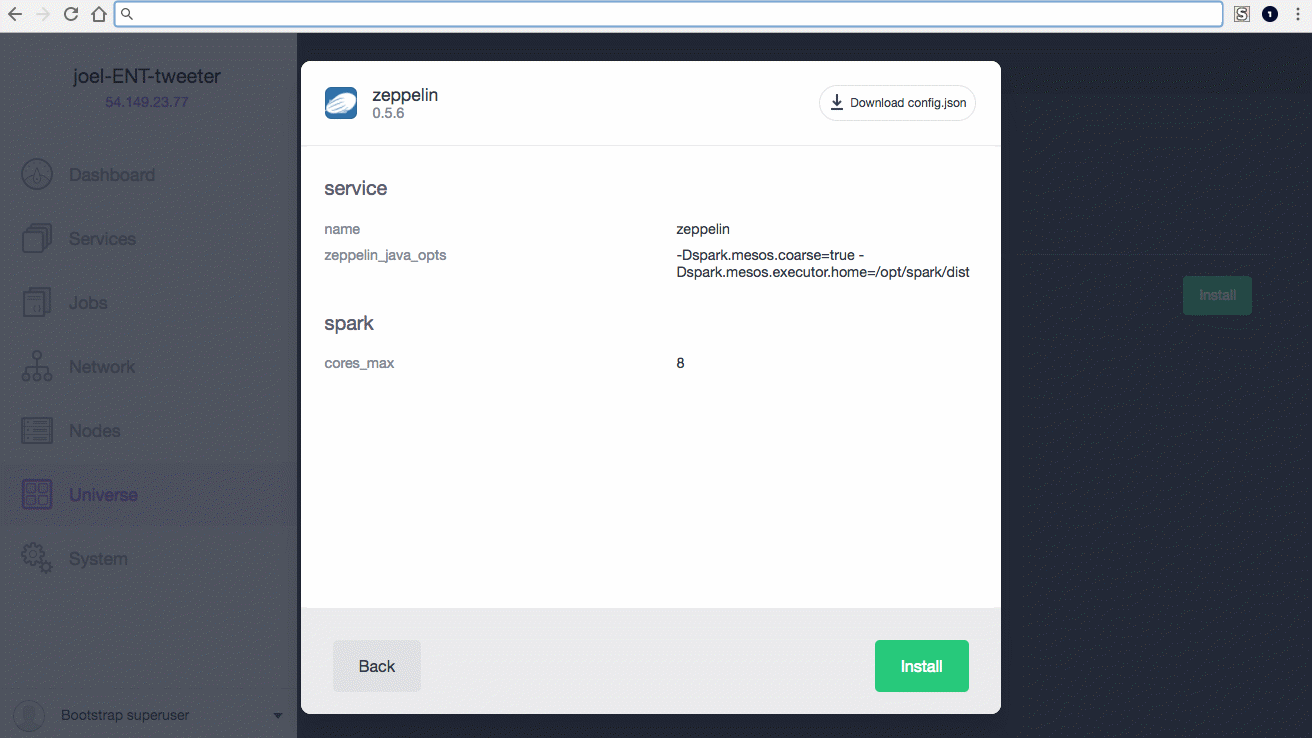 joel-ENT-tweeter
54.149.23.77
Dashboard
Services
Jobs
Network
Nodes
Universe
System
Bootstrap superuser
zeppelin
0.5.6
Download config.json
service
name zeppelin
zeppelin_java_opts -Dspark.mesos.coarse=true -
Dspark.mesos.executor.home=/opt/spark/dist
spark
cores_max 8
Back
Install
Install